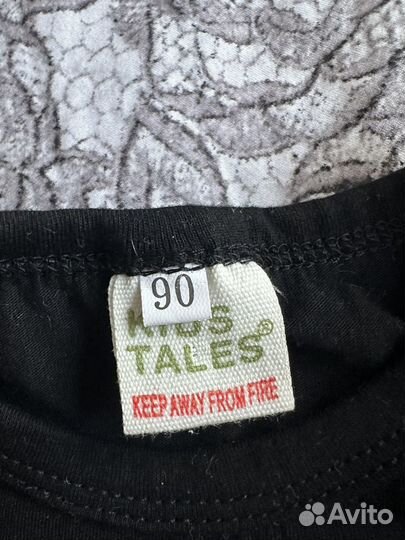 90
KIDS
TALES®
KEEP AWAY FROM FIRE
Avito